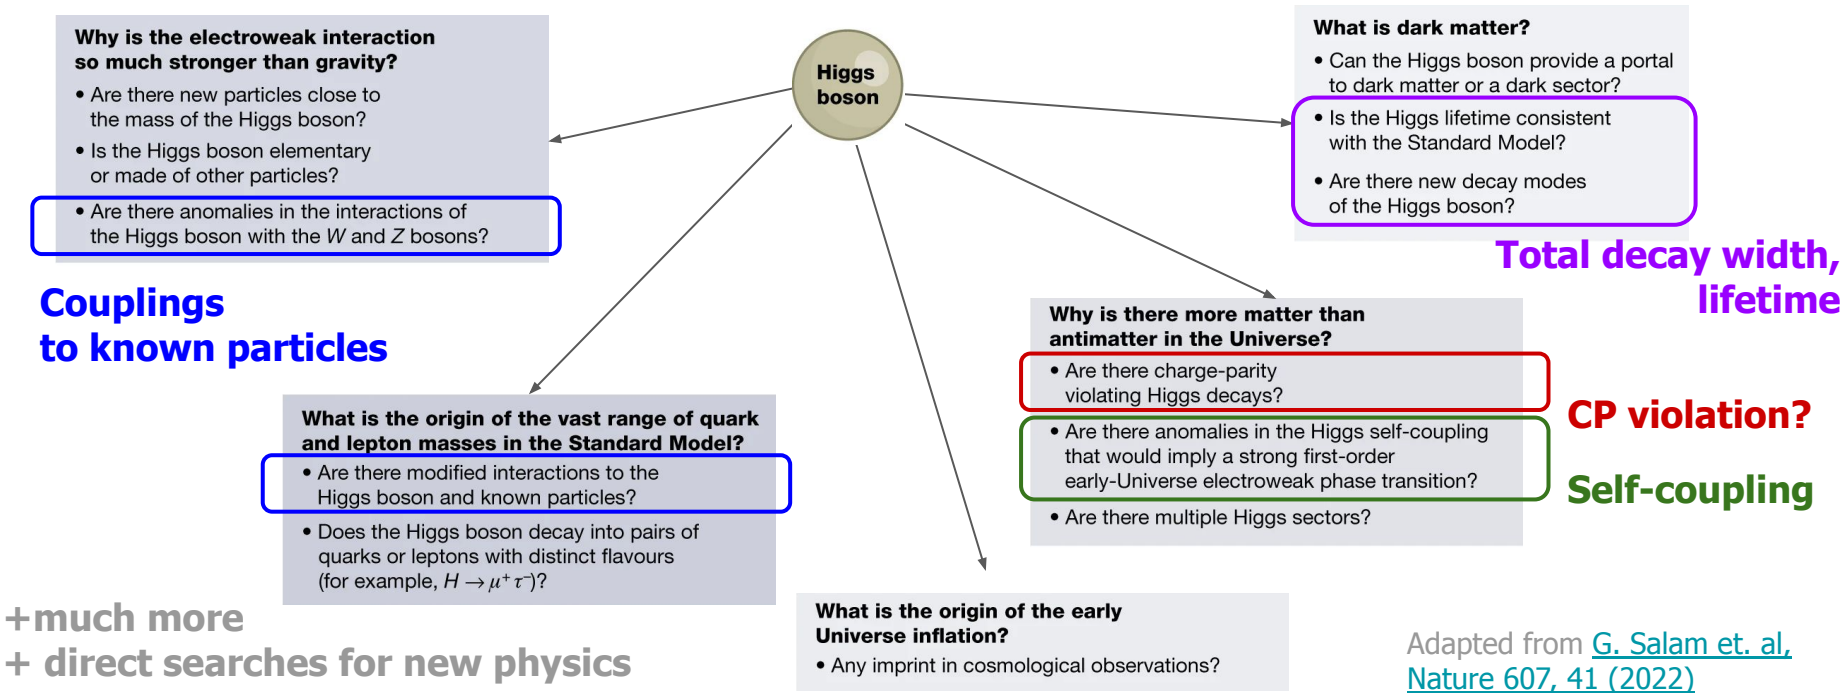 Why is the electroweak interaction
so much stronger than gravity?
• Are there new particles close to
the mass of the Higgs boson?
• Is the Higgs boson elementary
or made of other particles?
• Are there anomalies in the interactions of
the Higgs boson with the W and Z bosons?
Couplings
to known particles
Higgs
boson
What is dark matter?
• Can the Higgs boson provide a portal
to dark matter or a dark sector?
• Is the Higgs lifetime consistent
with the Standard Model?
• Are there new decay modes
of the Higgs boson?
Total decay width,
lifetime
Why is there more matter than
antimatter in the Universe?
• Are there charge-parity
violating Higgs decays?
• Are there anomalies in the Higgs self-coupling
that would imply a strong first-order
early-Universe electroweak phase transition?
• Are there multiple Higgs sectors?
CP violation?
Self-coupling
What is the origin of the vast range of quark
and lepton masses in the Standard Model?
• Are there modified interactions to the
Higgs boson and known particles?
• Does the Higgs boson decay into pairs of
quarks or leptons with distinct flavours
(for example, H → μ⁺ τ⁻)?
What is the origin of the early
Universe inflation?
• Any imprint in cosmological observations?
+much more
+ direct searches for new physics
Adapted from G. Salam et. al,
Nature 607, 41 (2022)